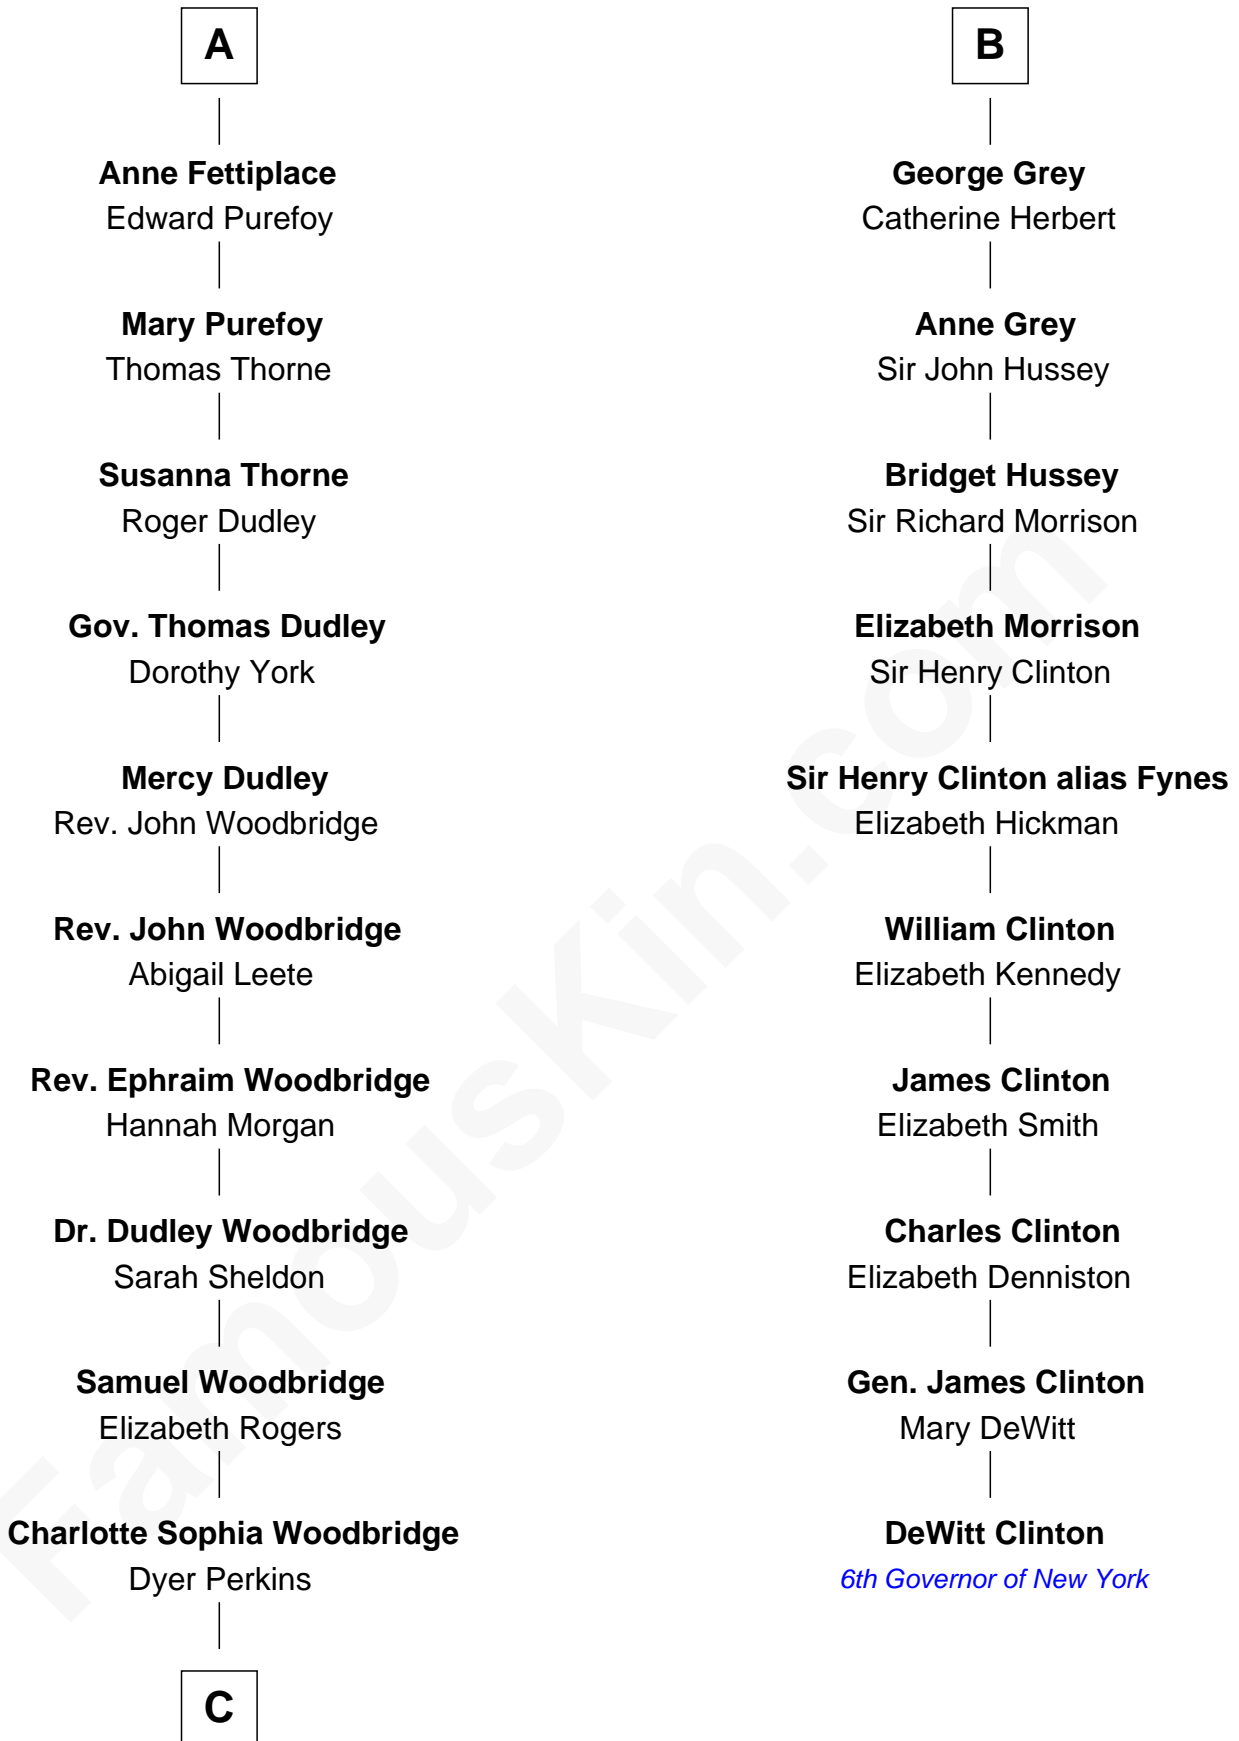 A
Anne Fettiplace
Edward Purefoy
Mary Purefoy
Thomas Thorne
Susanna Thorne
Roger Dudley
Gov. Thomas Dudley
Dorothy York
Mercy Dudley
Rev. John Woodbridge
Rev. John Woodbridge
Abigail Leete
Rev. Ephraim Woodbridge
Hannah Morgan
Dr. Dudley Woodbridge
Sarah Sheldon
Samuel Woodbridge
Elizabeth Rogers
Charlotte Sophia Woodbridge
Dyer Perkins
C
B
George Grey
Catherine Herbert
Anne Grey
Sir John Hussey
Bridget Hussey
Sir Richard Morrison
Elizabeth Morrison
Sir Henry Clinton
Sir Henry Clinton alias Fynes
Elizabeth Hickman
William Clinton
Elizabeth Kennedy
James Clinton
Elizabeth Smith
Charles Clinton
Elizabeth Denniston
Gen. James Clinton
Mary DeWitt
DeWitt Clinton
6th Governor of New York
FamousKin.com